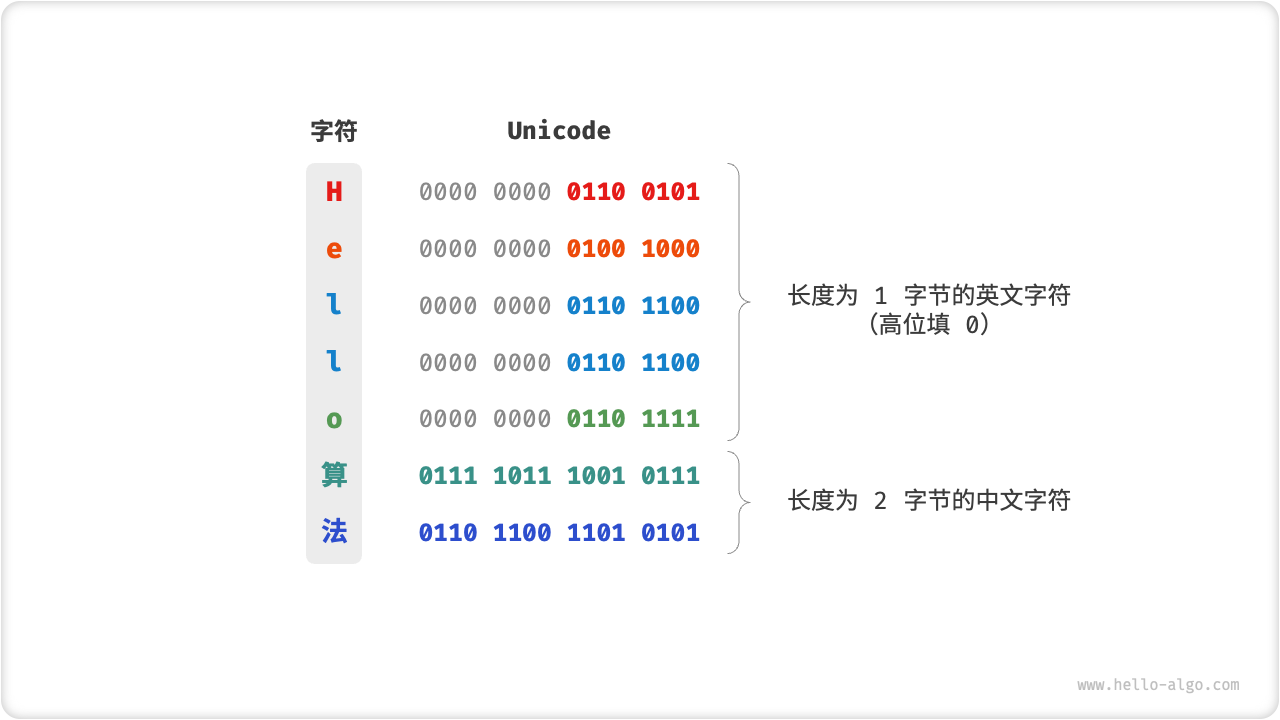 字符 Unicode
H 0000 0000 0110 0101
e 0000 0000 0100 1000
l 0000 0000 0110 1100
l 0000 0000 0110 1100
o 0000 0000 0110 1111
算 0111 1011 1001 0111
法 0110 1100 1101 0101
长度为 1 字节的英文字符
（高位填 0）
长度为 2 字节的中文字符
www.hello-algo.com